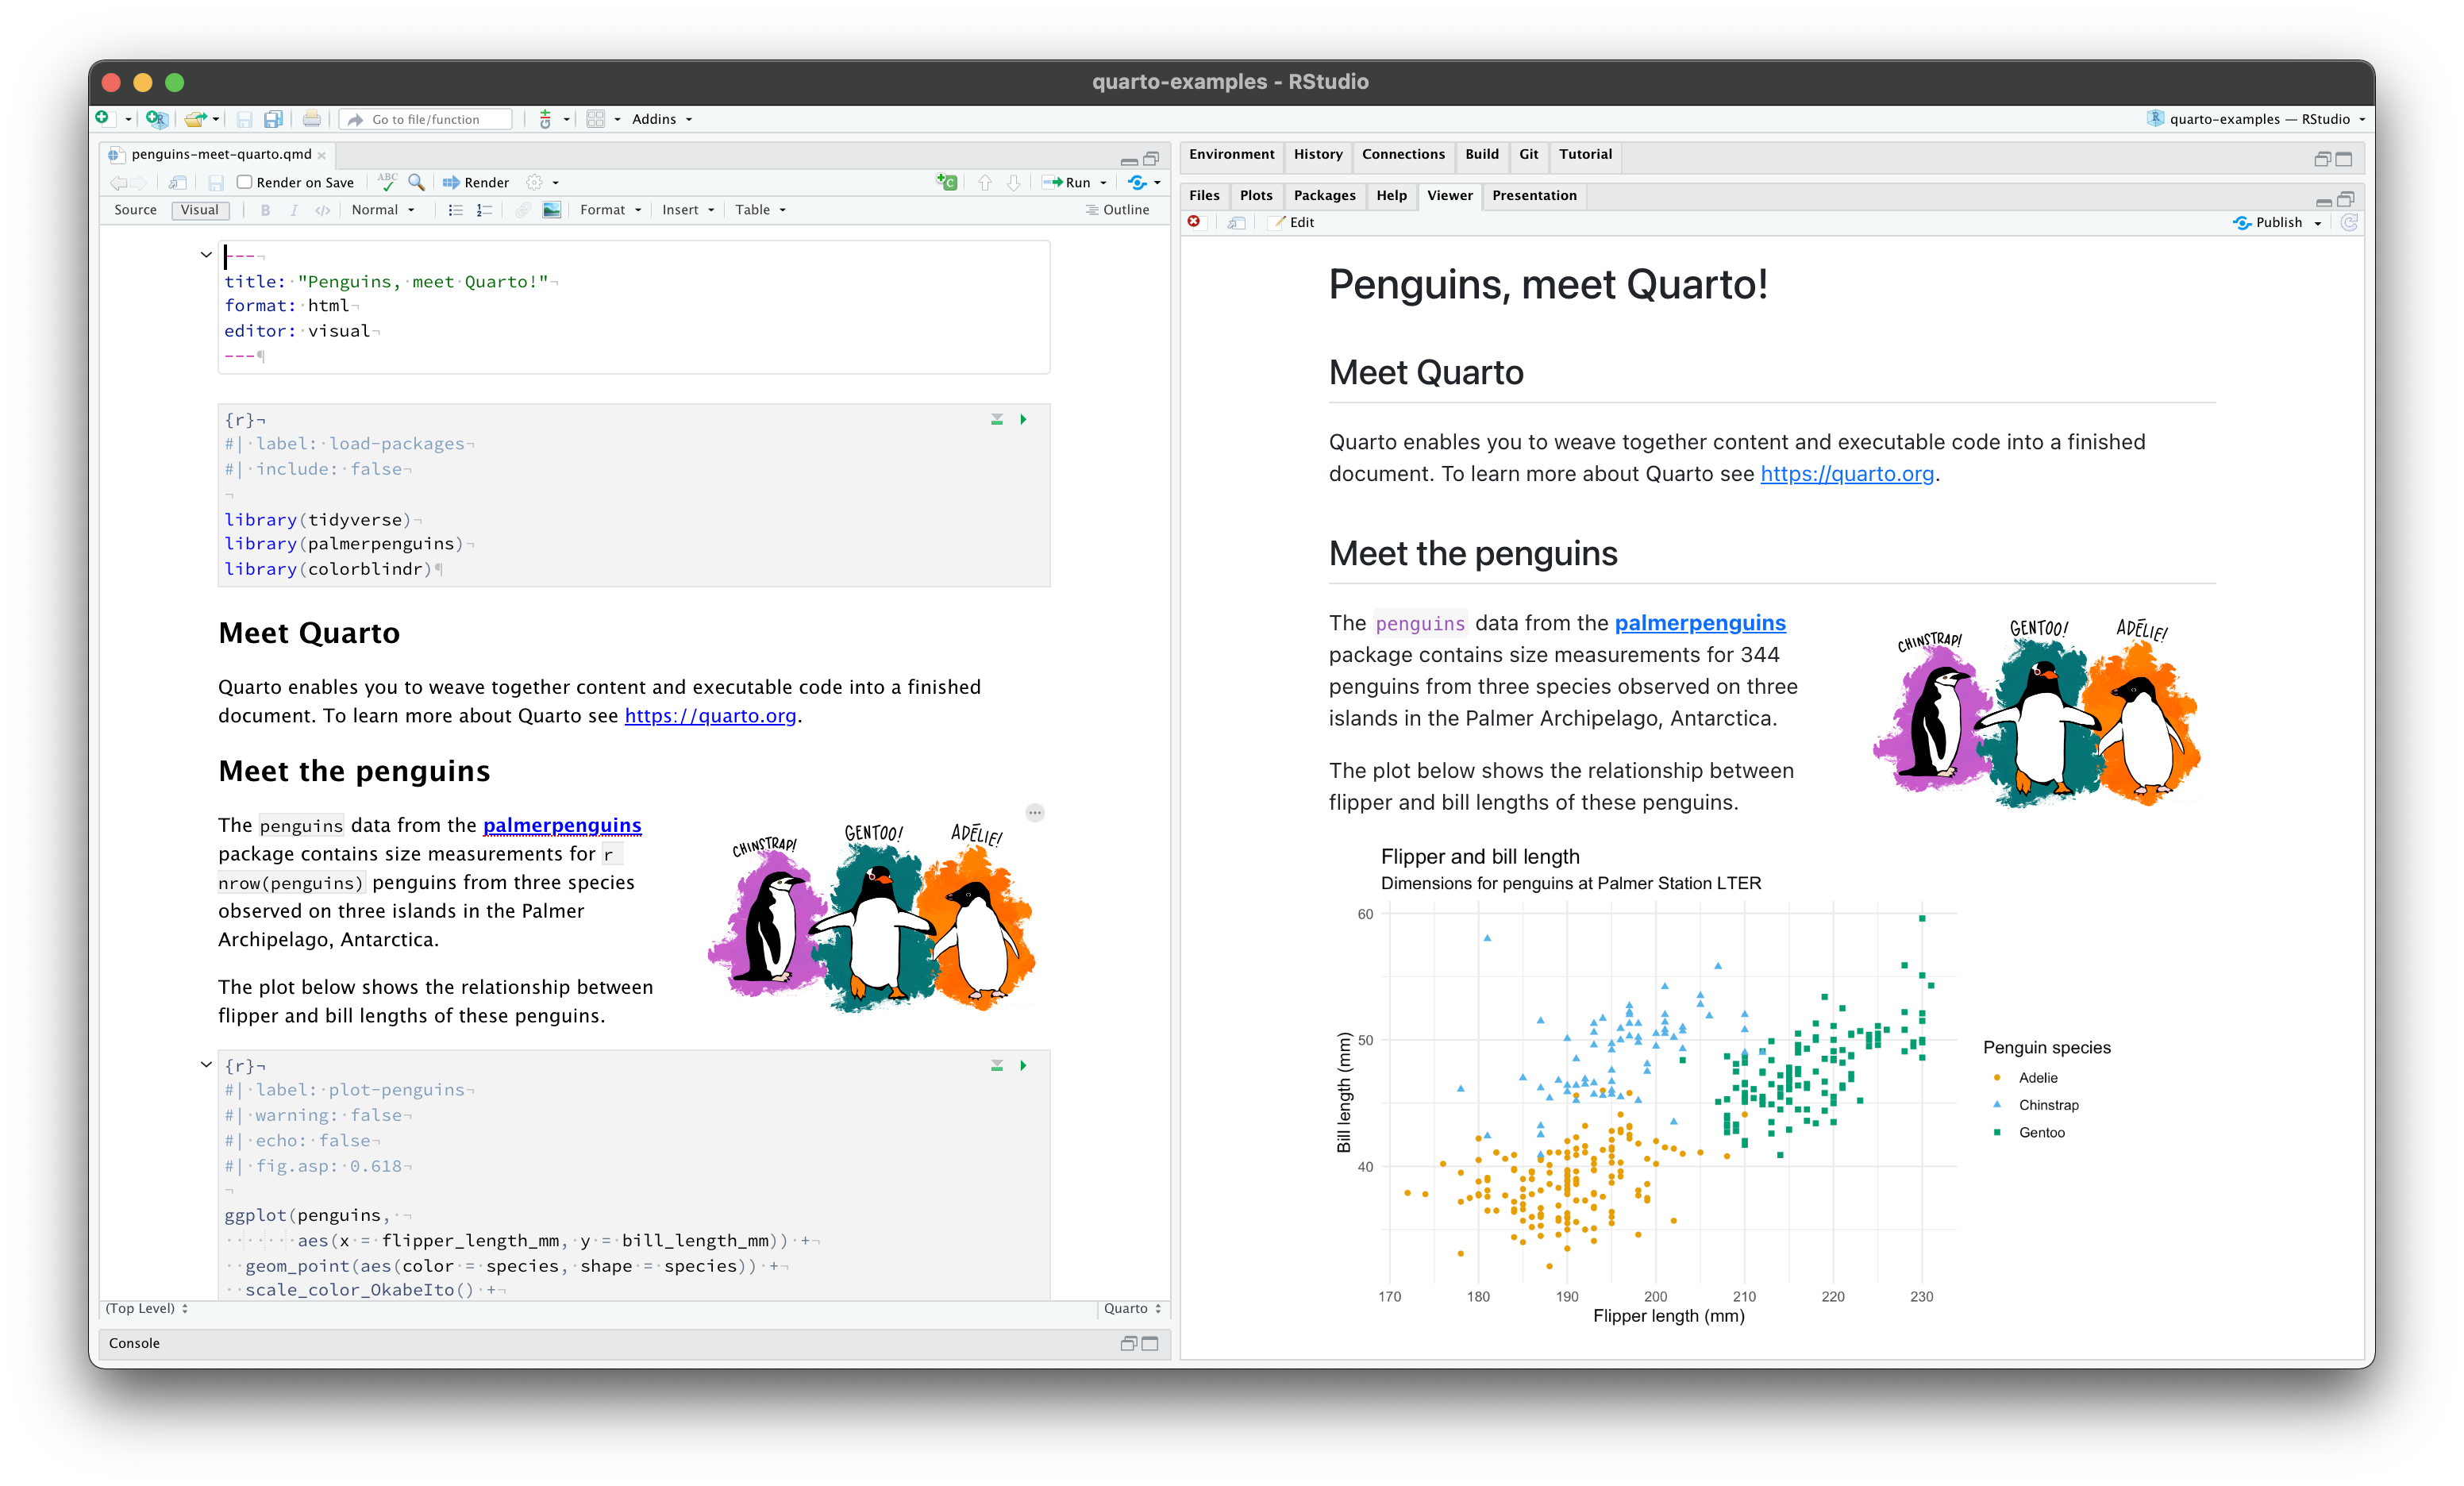 quarto-examples - RStudio
Go to file/function
Addins
quarto-examples — RStudio
penguins-meet-quarto.qmd
Render on Save
ABC
Render
Run
Source
Visual
B
I
</>
Normal
Format
Insert
Table
Outline
---
title: "Penguins, meet Quarto!"
format: html
editor: visual
---
{r}
#| label: load-packages
#| include: false
library(tidyverse)
library(palmerpenguins)
library(colorblindr)
Meet Quarto
Quarto enables you to weave together content and executable code into a finished
document. To learn more about Quarto see https://quarto.org.
Meet the penguins
The penguins data from the palmerpenguins
package contains size measurements for r
nrow(penguins) penguins from three species
observed on three islands in the Palmer
Archipelago, Antarctica.
The plot below shows the relationship between
flipper and bill lengths of these penguins.
CHINSTRAP!
GENTOO!
ADÉLIE!
{r}
#| label: plot-penguins
#| warning: false
#| echo: false
#| fig.asp: 0.618
ggplot(penguins,
aes(x = flipper_length_mm, y = bill_length_mm)) +
geom_point(aes(color = species, shape = species)) +
scale_color_OkabeIto() +
(Top Level)
Quarto
Console
Environment
History
Connections
Build
Git
Tutorial
Files
Plots
Packages
Help
Viewer
Presentation
Edit
Publish
Penguins, meet Quarto!
Meet Quarto
Quarto enables you to weave together content and executable code into a finished
document. To learn more about Quarto see https://quarto.org.
Meet the penguins
The penguins data from the palmerpenguins
package contains size measurements for 344
penguins from three species observed on three
islands in the Palmer Archipelago, Antarctica.
The plot below shows the relationship between
flipper and bill lengths of these penguins.
CHINSTRAP!
GENTOO!
ADÉLIE!
Flipper and bill length
Dimensions for penguins at Palmer Station LTER
60
50
40
Bill length (mm)
170
180
190
200
210
220
230
Flipper length (mm)
Penguin species
Adelie
Chinstrap
Gentoo